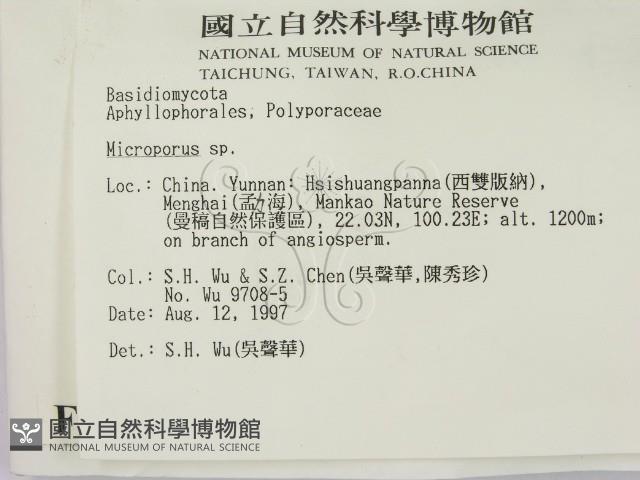 國立自然科學博物館
NATIONAL MUSEUM OF NATURAL SCIENCE
TAICHUNG, TAIWAN, R.O.CHINA
Basidiomycota
Aphyllophorales, Polyporaceae
Microporus sp.
Loc.: China. Yunnan: Hsishuangpanna(西雙版納),
Menghai(孟力海), Mankao Nature Reserve
(曼稿自然保護區), 22.03N, 100.23E; alt. 1200m;
on branch of angiosperm.
Col.: S.H. Wu & S.Z. Chen(吳聲華,陳秀珍)
No. Wu 9708-5
Date: Aug. 12, 1997
Det.: S.H. Wu(吳聲華)
F
國立自然科學博物館
NATIONAL MUSEUM OF NATURAL SCIENCE